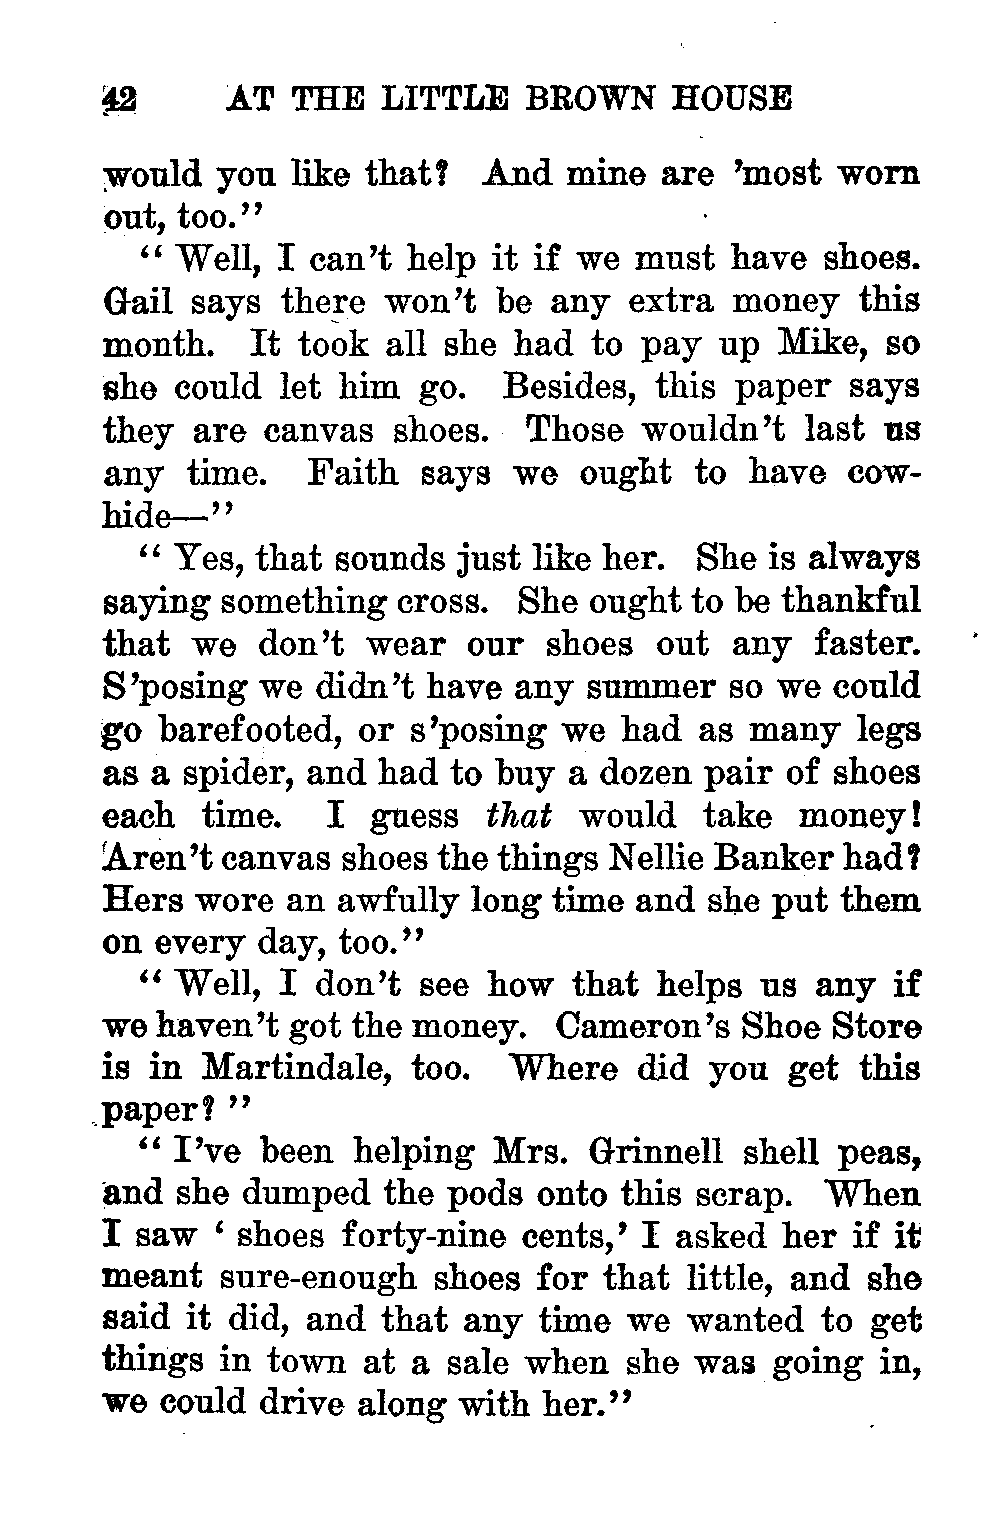 42 AT THE LITTLE BROWN HOUSE
would you like that? And mine are ’most worn
out, too.”
“ Well, I can’t help it if we must have shoes.
Gail says there won’t be any extra money this
month. It took all she had to pay up Mike, so
she could let him go. Besides, this paper says
they are canvas shoes. Those wouldn’t last us
any time. Faith says we ought to have cow-
hide—”
“ Yes, that sounds just like her. She is always
saying something cross. She ought to be thankful
that we don’t wear our shoes out any faster.
S’posing we didn’t have any summer so we could
go barefooted, or s’posing we had as many legs
as a spider, and had to buy a dozen pair of shoes
each time. I guess that would take money!
Aren’t canvas shoes the things Nellie Banker had?
Hers wore an awfully long time and she put them
on every day, too.”
“ Well, I don’t see how that helps us any if
we haven’t got the money. Cameron’s Shoe Store
is in Martindale, too. Where did you get this
paper? ”
“ I’ve been helping Mrs. Grinnell shell peas,
and she dumped the pods onto this scrap. When
I saw ‘ shoes forty-nine cents,’ I asked her if it
meant sure-enough shoes for that little, and she
said it did, and that any time we wanted to get
things in town at a sale when she was going in,
we could drive along with her.”